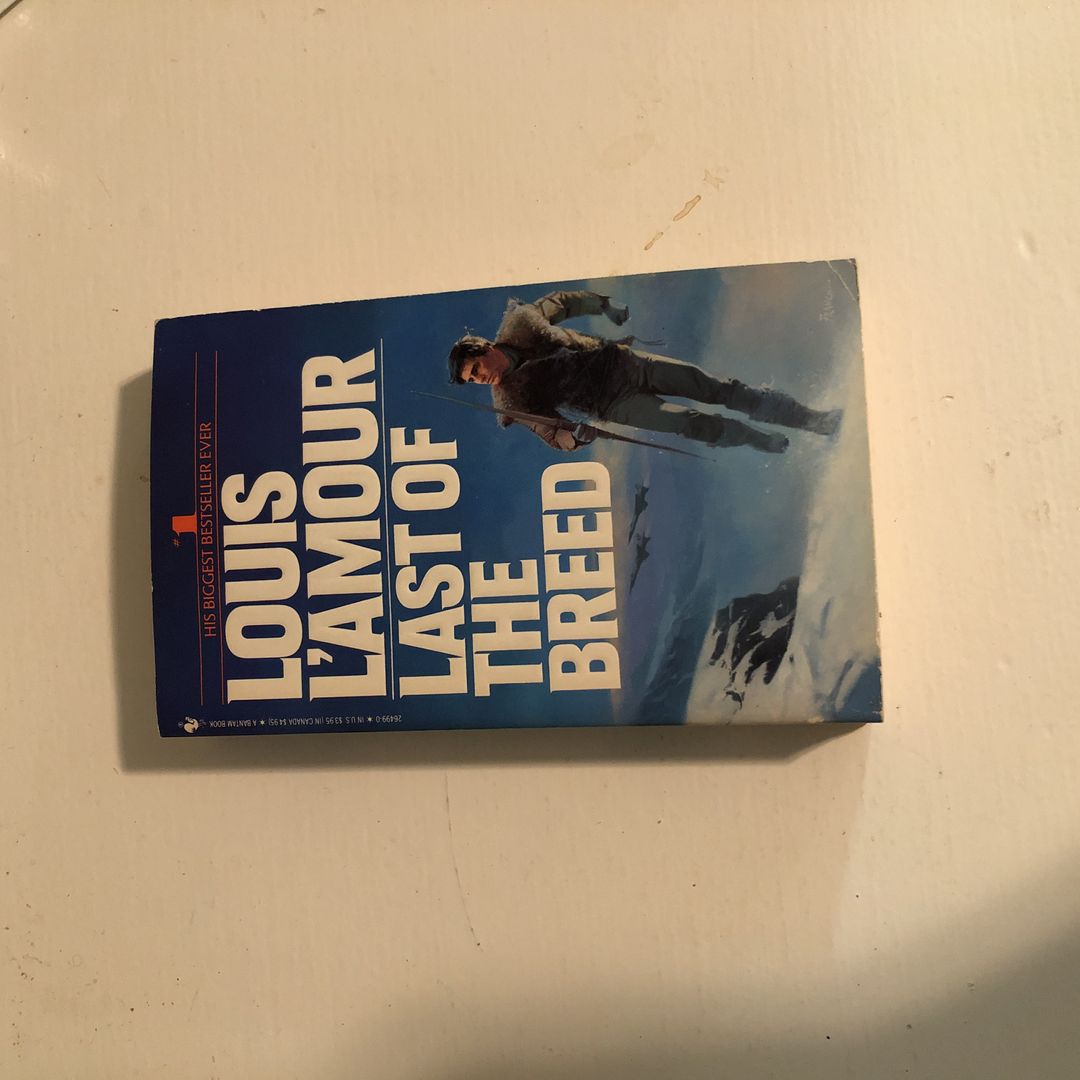 #1
HIS BIGGEST BESTSELLER EVER
LOUIS
L'AMOUR
LAST OF
THE
BREED
26499-0 ★ IN U.S. $3.95 (IN CANADA $4.95) ★ A BANTAM BOOK